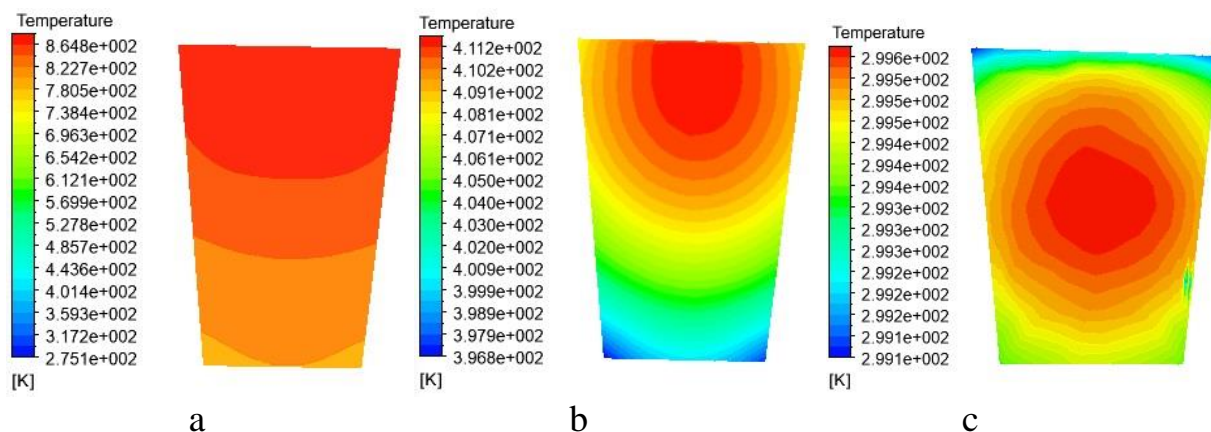 Temperature
8.648e+002
8.227e+002
7.805e+002
7.384e+002
6.963e+002
6.542e+002
6.121e+002
5.699e+002
5.278e+002
4.857e+002
4.436e+002
4.014e+002
3.593e+002
3.172e+002
2.751e+002
[K]
a
Temperature
4.112e+002
4.102e+002
4.091e+002
4.081e+002
4.071e+002
4.061e+002
4.050e+002
4.040e+002
4.030e+002
4.020e+002
4.009e+002
3.999e+002
3.989e+002
3.979e+002
3.968e+002
[K]
b
Temperature
2.996e+002
2.995e+002
2.995e+002
2.995e+002
2.994e+002
2.994e+002
2.994e+002
2.993e+002
2.993e+002
2.993e+002
2.992e+002
2.992e+002
2.992e+002
2.991e+002
2.991e+002
[K]
c